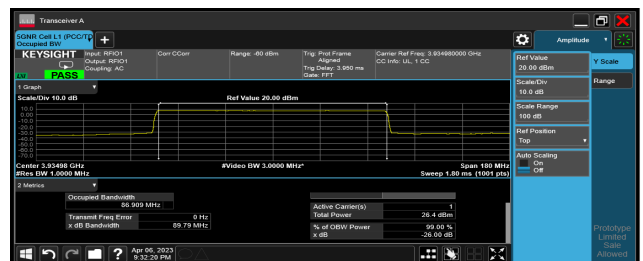 Transceiver A
5GNR Cell L1 (PCC/TD
Occupied BW
Amplitude
KEYSIGHT
Input: RFIO1
Output: RFIO1
Coupling: AC
Corr CCorr
Range: -60 dBm
Trig: Prot Frame
Aligned
Trig Delay: 3.950 ms
Gate: FFT
Carrier Ref Freq: 3.934980000 GHz
CC Info: UL, 1 CC
PASS
Ref Value
20.00 dBm
Y Scale
Scale/Div
10.0 dB
Range
Scale Range
100 dB
Ref Position
Top
Auto Scaling
On
Off
1 Graph
Scale/Div 10.0 dB
Ref Value 20.00 dBm
10.0
0.0
-10.0
-20.0
-30.0
-40.0
-50.0
-60.0
-70.0
Center 3.93498 GHz
#Video BW 3.0000 MHz*
Span 180 MHz
#Res BW 1.0000 MHz
Sweep 1.80 ms (1001 pts)
2 Metrics
Occupied Bandwidth
86.909 MHz
Transmit Freq Error 0 Hz
x dB Bandwidth 89.79 MHz
Active Carrier(s) 1
Total Power 26.4 dBm
% of OBW Power 99.00 %
x dB -26.00 dB
Prototype
Limited
Sale
Allowed
Apr 06, 2023
9:32:20 PM